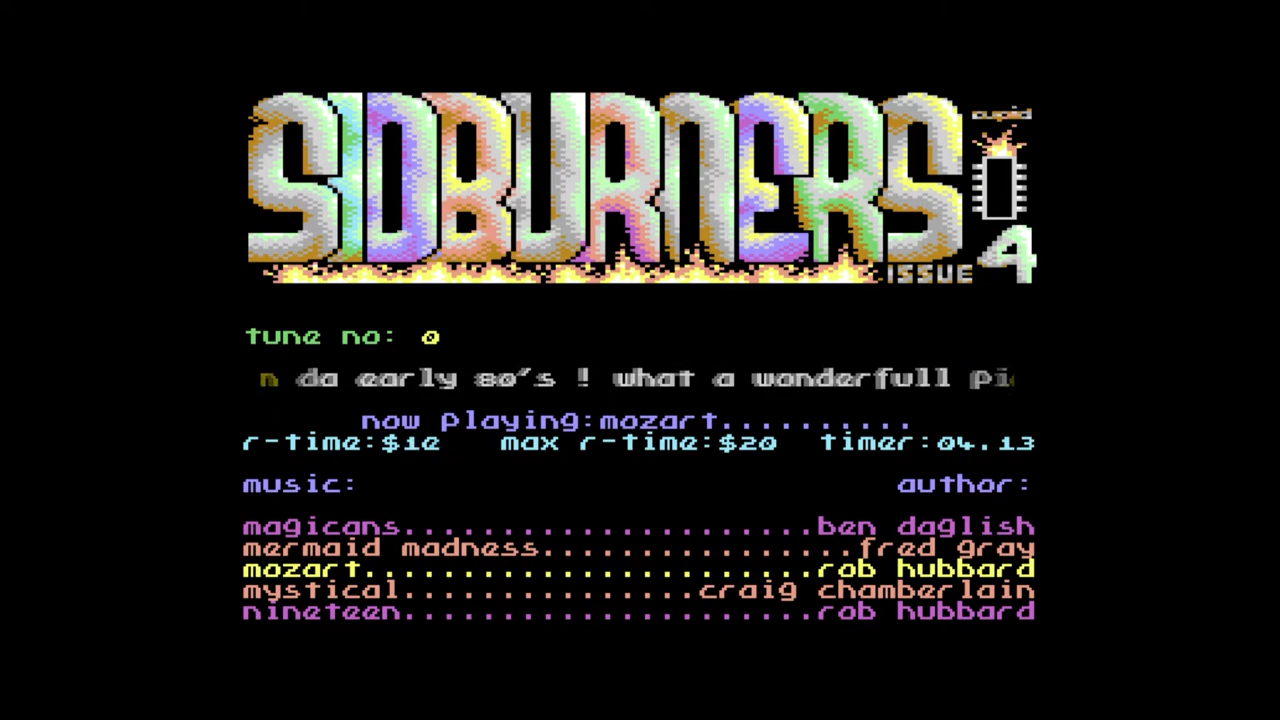 SIDBURNERS
cupid
ISSUE 4
tune no: 0
n da early 80's ! what a wonderfull pi
now playing:mozart..........
r-time:$1e max r-time:$20 timer:04.13
music: author:
magicans.....................ben daglish
mermaid madness................fred gray
mozart.......................rob hubbard
mystical...............craig chamberlain
nineteen.....................rob hubbard